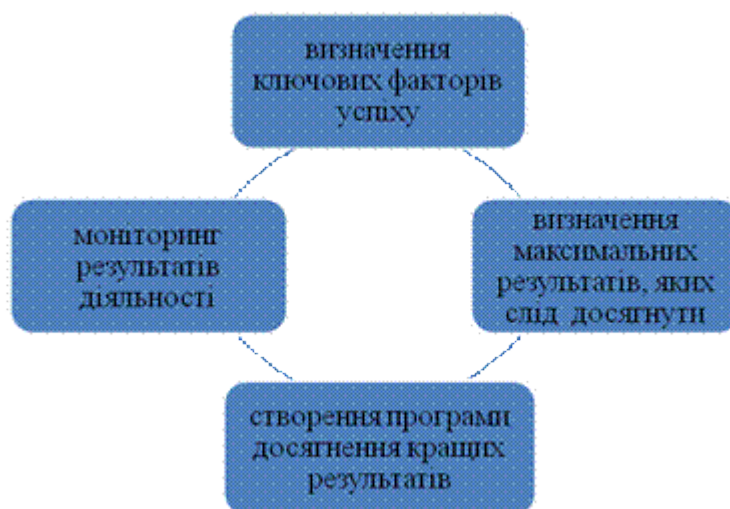 визначення
ключових факторів
успіху
визначення
максимальних
результатів, яких
слід досягнути
створення програми
досягнення кращих
результатів
моніторинг
результатів
діяльності